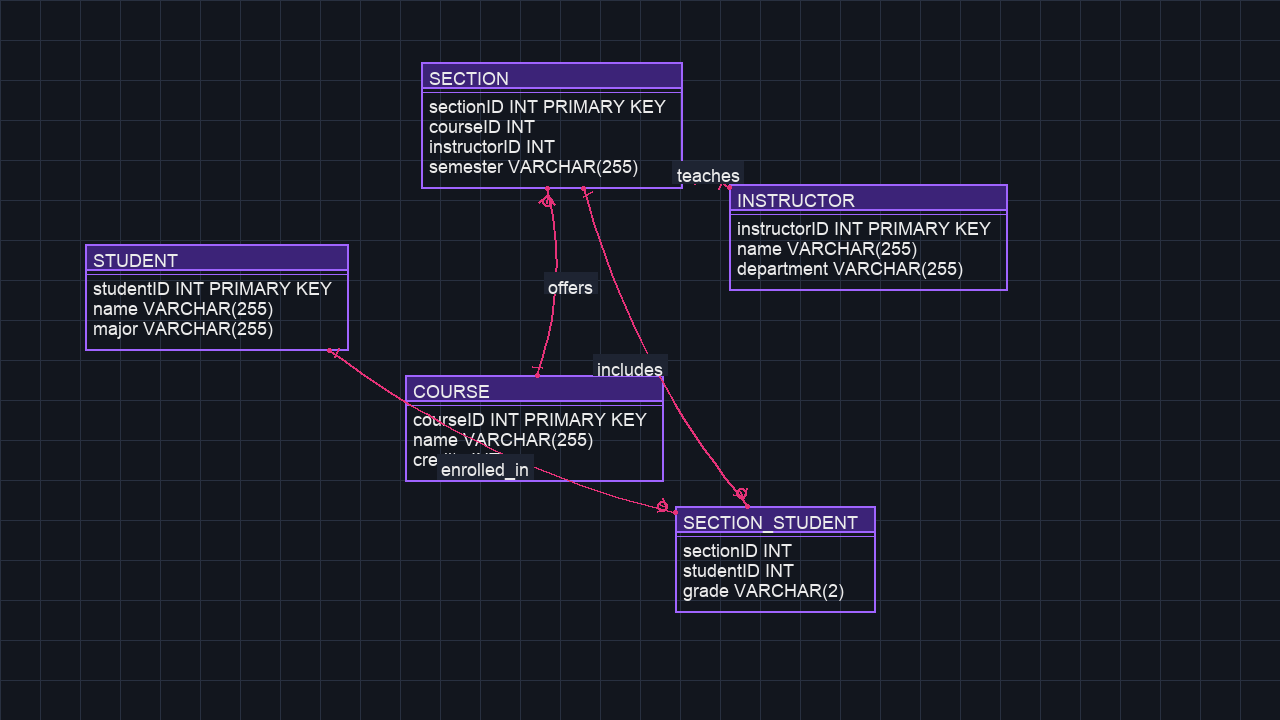 SECTION
sectionID INT PRIMARY KEY
courseID INT
instructorID INT
semester VARCHAR(255)
teaches
INSTRUCTOR
instructorID INT PRIMARY KEY
name VARCHAR(255)
department VARCHAR(255)
STUDENT
studentID INT PRIMARY KEY
name VARCHAR(255)
major VARCHAR(255)
offers
includes
COURSE
courseID INT PRIMARY KEY
name VARCHAR(255)
enrolled_in
SECTION_STUDENT
sectionID INT
studentID INT
grade VARCHAR(2)